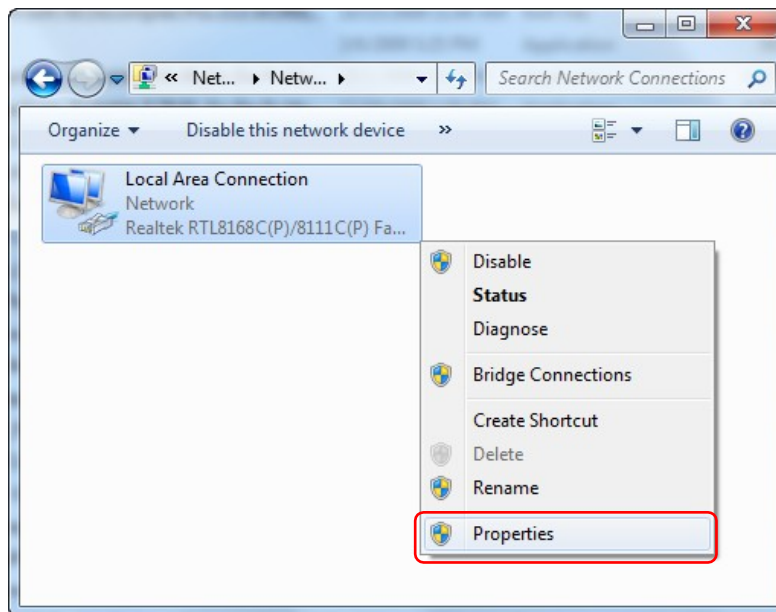 « Net... Netw...
Search Network Connections
Organize Disable this network device »
Local Area Connection
Network
Realtek RTL8168C(P)/8111C(P) Fa...
Disable
Status
Diagnose
Bridge Connections
Create Shortcut
Delete
Rename
Properties